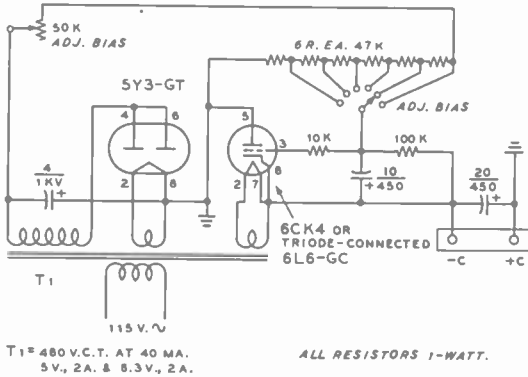 50K
ADJ. BIAS
6 R. EA. 47K
5Y3-GT
4
6
5
ADJ. BIAS
3
10K
100K
4
1KV
+
2
8
2
7
8
10
+450
20
450
+
6CK4 OR
TRIODE-CONNECTED
6L6-GC
-C
+C
T1
115 V. ~
T1 = 480 V.C.T. AT 40 MA.
5V., 2A. & 6.3V., 2A.
ALL RESISTORS 1-WATT.